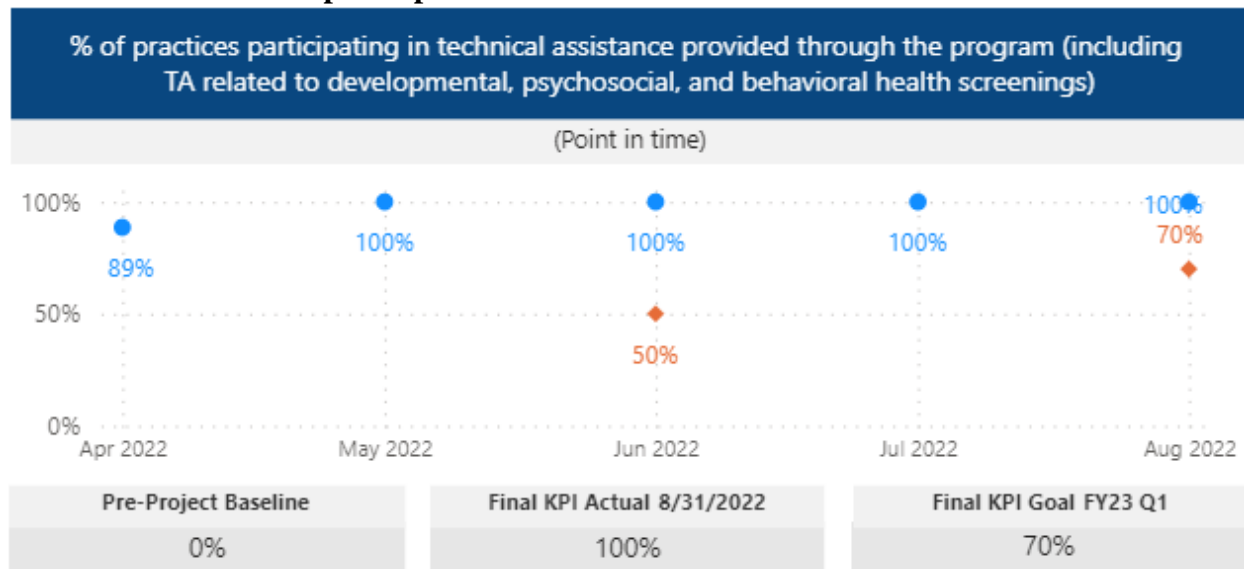 % of practices participating in technical assistance provided through the program (including
TA related to developmental, psychosocial, and behavioral health screenings)
(Point in time)
100%
50%
0%
89%
100%
100%
100%
100%
50%
70%
Apr 2022
May 2022
Jun 2022
Jul 2022
Aug 2022
Pre-Project Baseline
Final KPI Actual 8/31/2022
Final KPI Goal FY23 Q1
0%
100%
70%